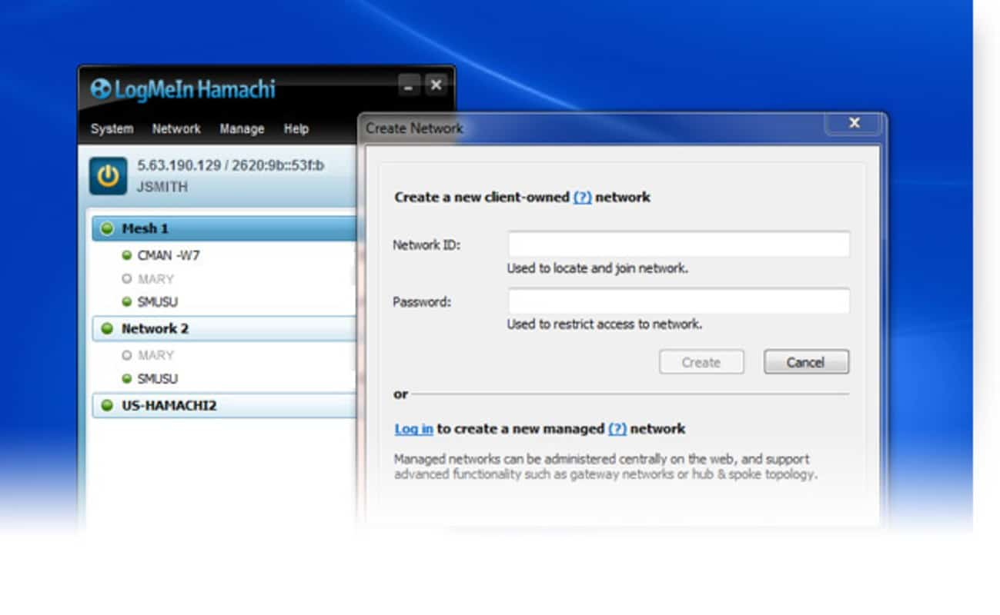 LogMeIn Hamachi
System Network Manage Help
5.63.190.129 / 2620:9b::53f:b
JSMITH
Mesh 1
CMAN -W7
MARY
SMUSU
Network 2
MARY
SMUSU
US-HAMACHI2
Create Network
Create a new client-owned (?) network
Network ID:
Used to locate and join network.
Password:
Used to restrict access to network.
Create Cancel
or
Log in to create a new managed (?) network
Managed networks can be administered centrally on the web, and support
advanced functionality such as gateway networks or hub & spoke topology.